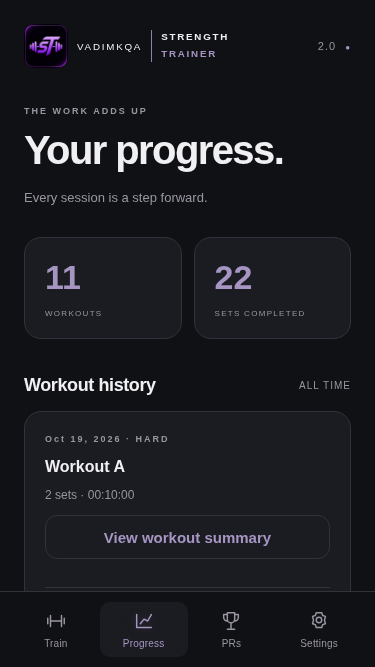 ST
VADIMKQA
STRENGTH
TRAINER
2.0
THE WORK ADDS UP
Your progress.
Every session is a step forward.
11
WORKOUTS
22
SETS COMPLETED
Workout history
ALL TIME
Oct 19, 2026 · HARD
Workout A
2 sets · 00:10:00
View workout summary
Train
Progress
PRs
Settings